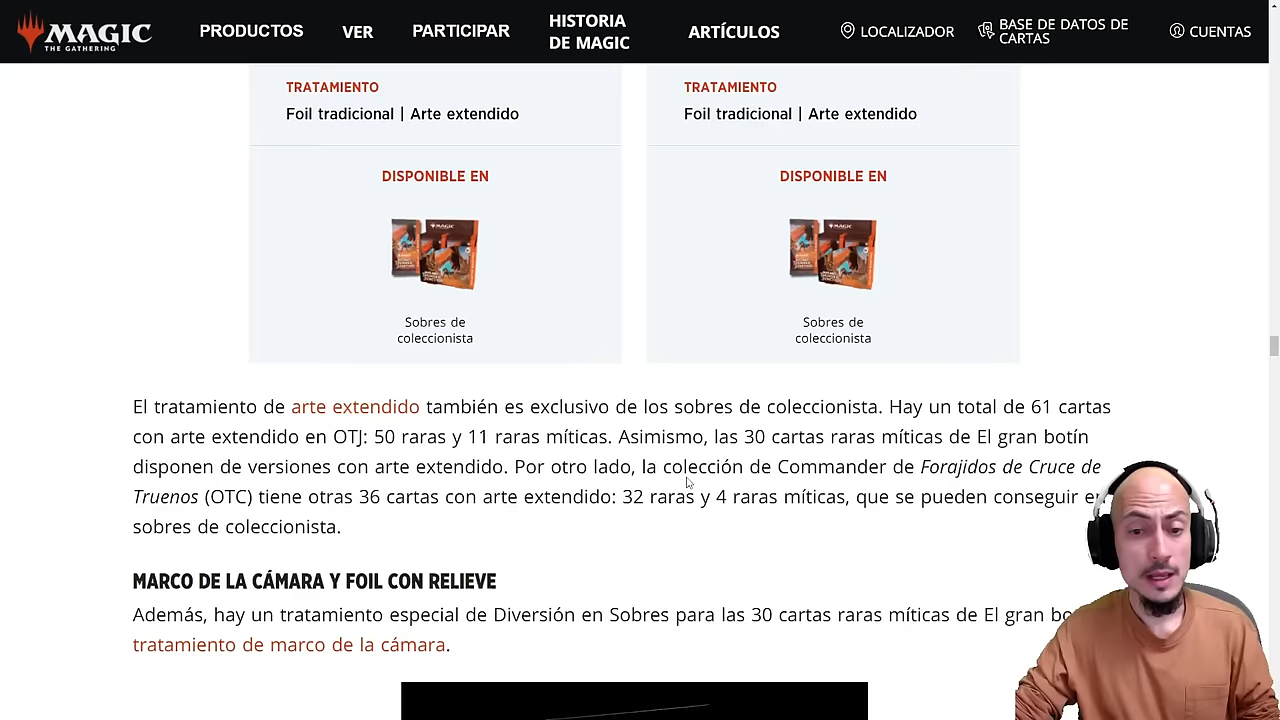 MAGIC
THE GATHERING
PRODUCTOS
VER
PARTICIPAR
HISTORIA
DE MAGIC
ARTÍCULOS
LOCALIZADOR
BASE DE DATOS DE
CARTAS
CUENTAS
TRATAMIENTO
Foil tradicional | Arte extendido
DISPONIBLE EN
MAGIC
Sobres de
coleccionista
TRATAMIENTO
Foil tradicional | Arte extendido
DISPONIBLE EN
MAGIC
Sobres de
coleccionista
El tratamiento de arte extendido también es exclusivo de los sobres de coleccionista. Hay un total de 61 cartas
con arte extendido en OTJ: 50 raras y 11 raras míticas. Asimismo, las 30 cartas raras míticas de El gran botín
disponen de versiones con arte extendido. Por otro lado, la colección de Commander de Forajidos de Cruce de
Truenos (OTC) tiene otras 36 cartas con arte extendido: 32 raras y 4 raras míticas, que se pueden conseguir en
sobres de coleccionista.
MARCO DE LA CÁMARA Y FOIL CON RELIEVE
Además, hay un tratamiento especial de Diversión en Sobres para las 30 cartas raras míticas de El gran
tratamiento de marco de la cámara.